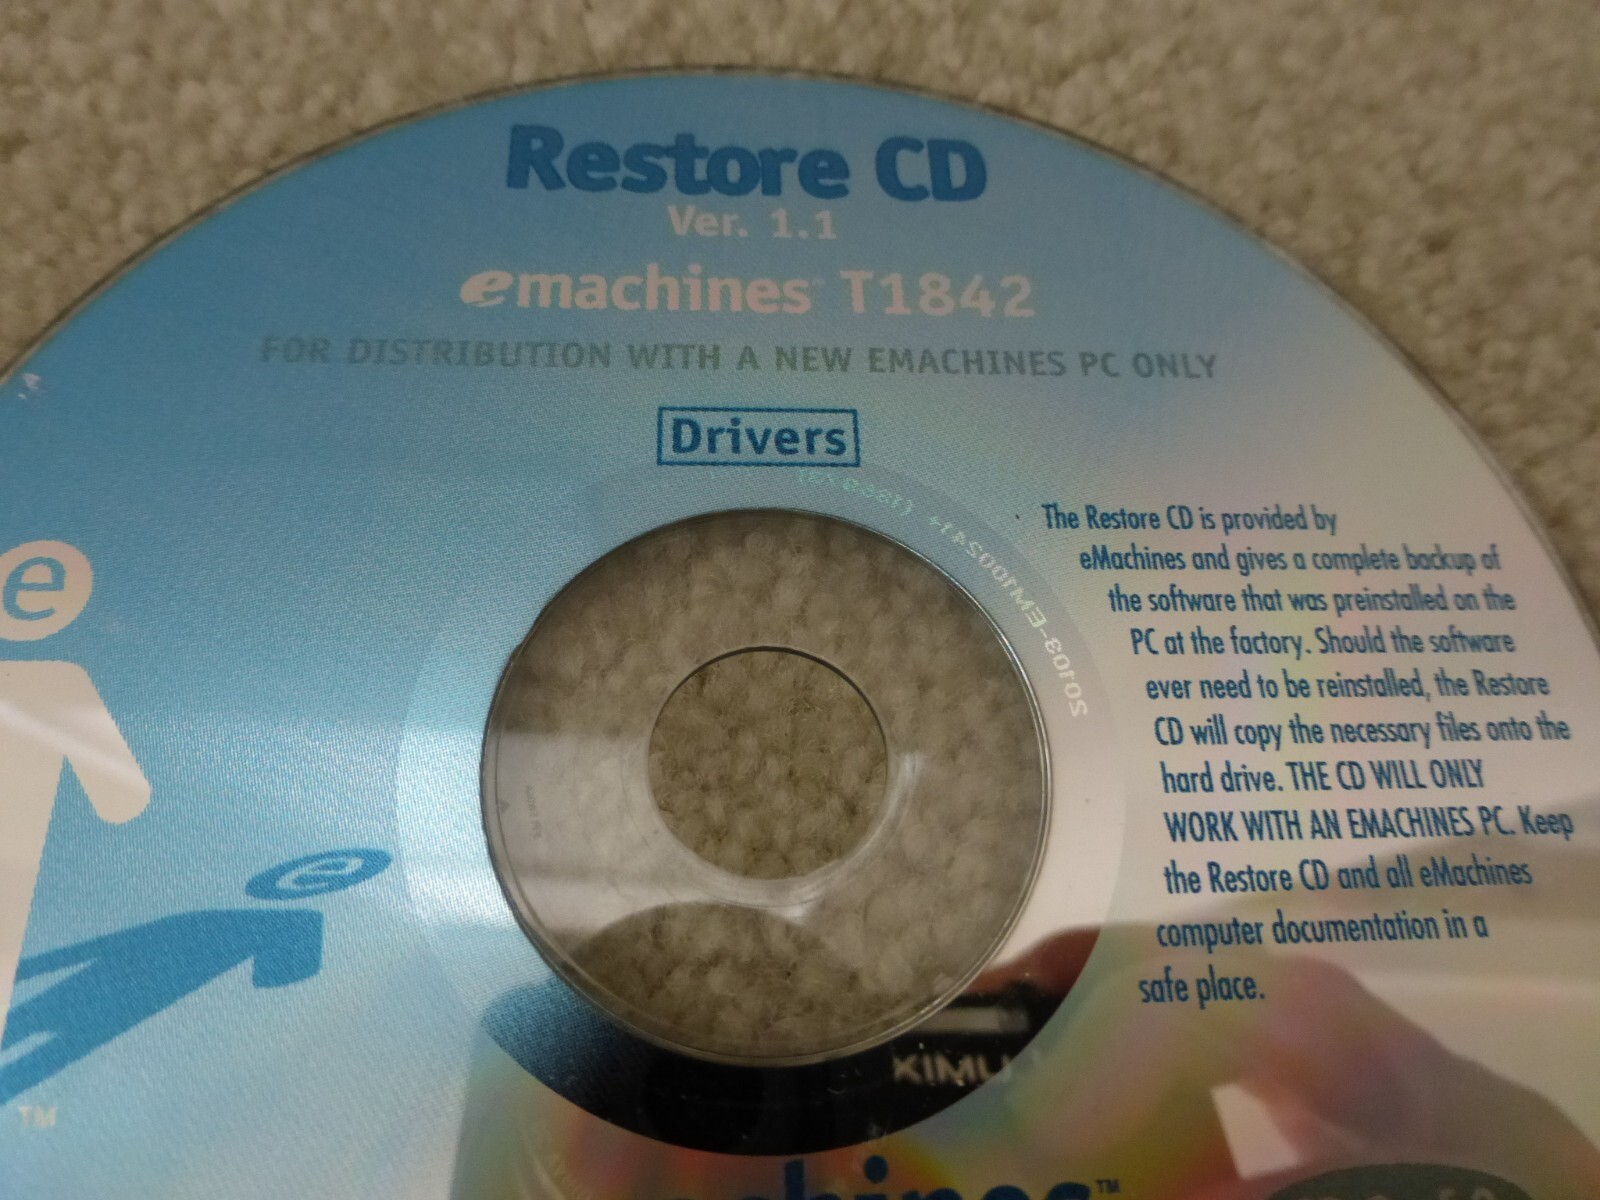 Restore CD
Ver. 1.1
emachines T1842
FOR DISTRIBUTION WITH A NEW EMACHINES PC ONLY
Drivers
The Restore CD is provided by
eMachines and gives a complete backup of
the software that was preinstalled on the
PC at the factory. Should the software
ever need to be reinstalled, the Restore
CD will copy the necessary files onto the
hard drive. THE CD WILL ONLY
WORK WITH AN EMACHINES PC. Keep
the Restore CD and all eMachines
computer documentation in a
safe place.
e
e
TM